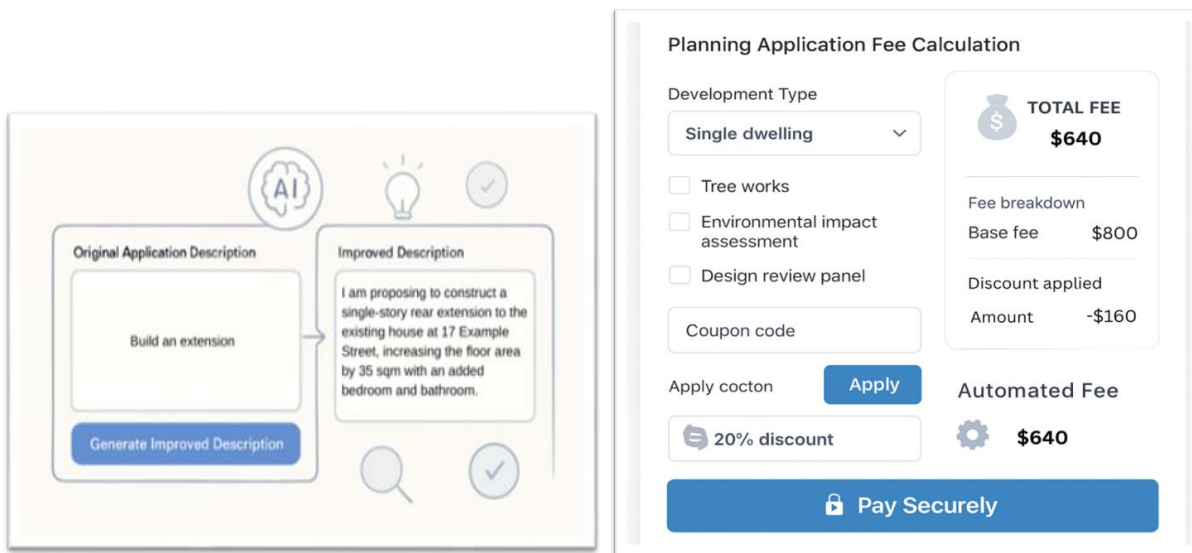 AI
Original Application Description
Build an extension
Generate Improved Description
Improved Description
I am proposing to construct a
single-story rear extension to the
existing house at 17 Example
Street, increasing the floor area
by 35 sqm with an added
bedroom and bathroom.
Planning Application Fee Calculation
Development Type
Single dwelling
Tree works
Environmental impact
assessment
Design review panel
Coupon code
Apply cocton
Apply
20% discount
$
TOTAL FEE
$640
Fee breakdown
Base fee $800
Discount applied
Amount -$160
Automated Fee
$640
Pay Securely